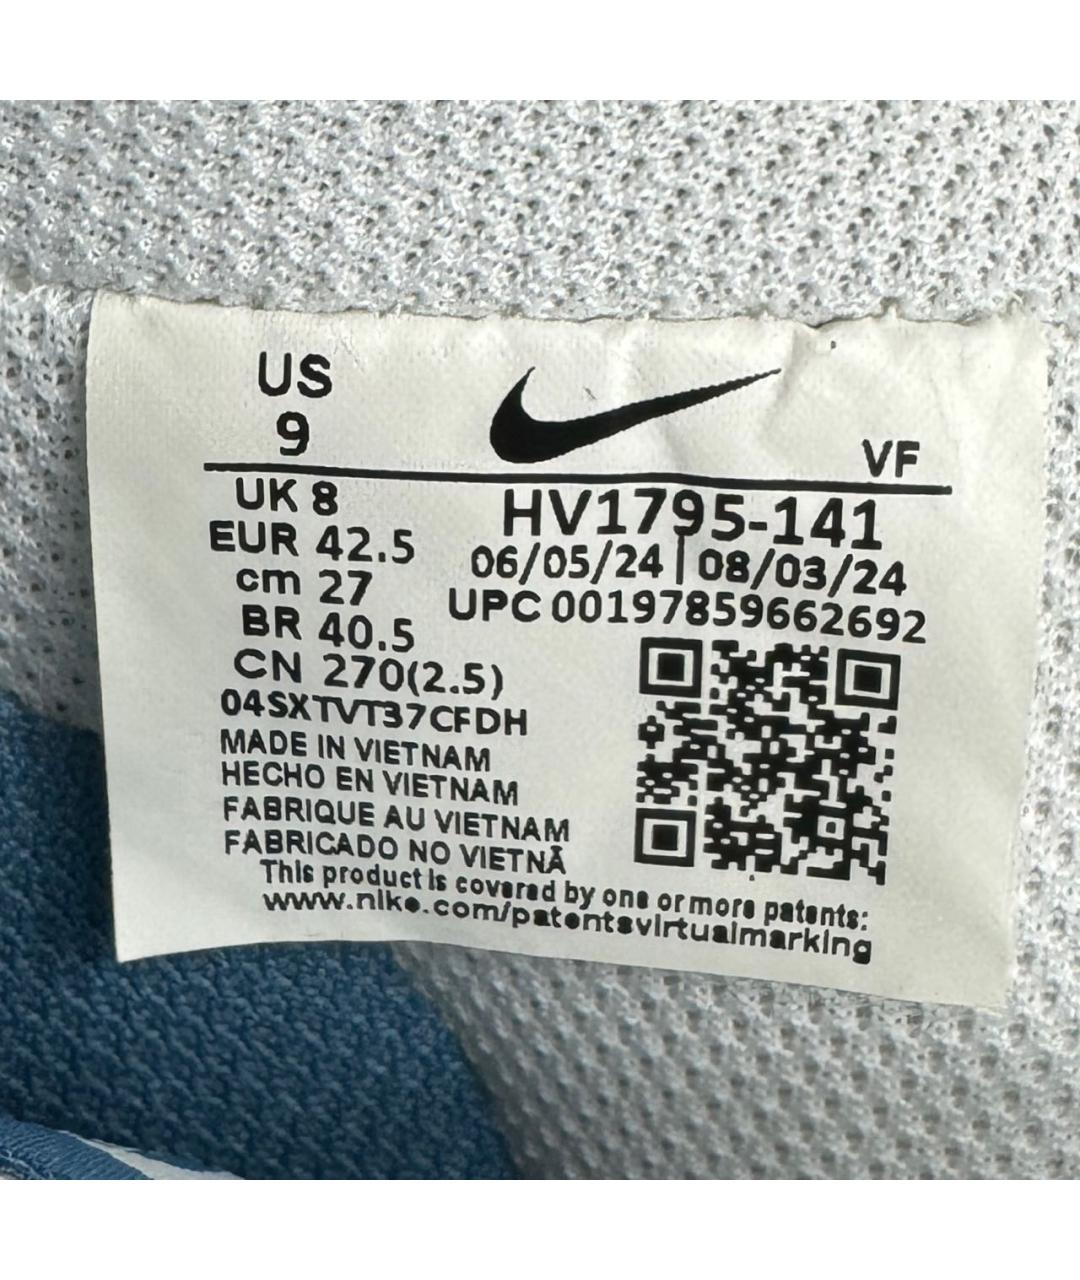 US
9
VF
UK 8
EUR 42.5
cm 27
BR 40.5
CN 270(2.5)
HV1795-141
06/05/24 | 08/03/24
UPC 00197859662692
04SXTVT37CFDH
MADE IN VIETNAM
HECHO EN VIETNAM
FABRIQUE AU VIETNAM
FABRICADO NO VIETNÃ
This product is covered by one or more patents:
www.nike.com/patentsvirtualmarking